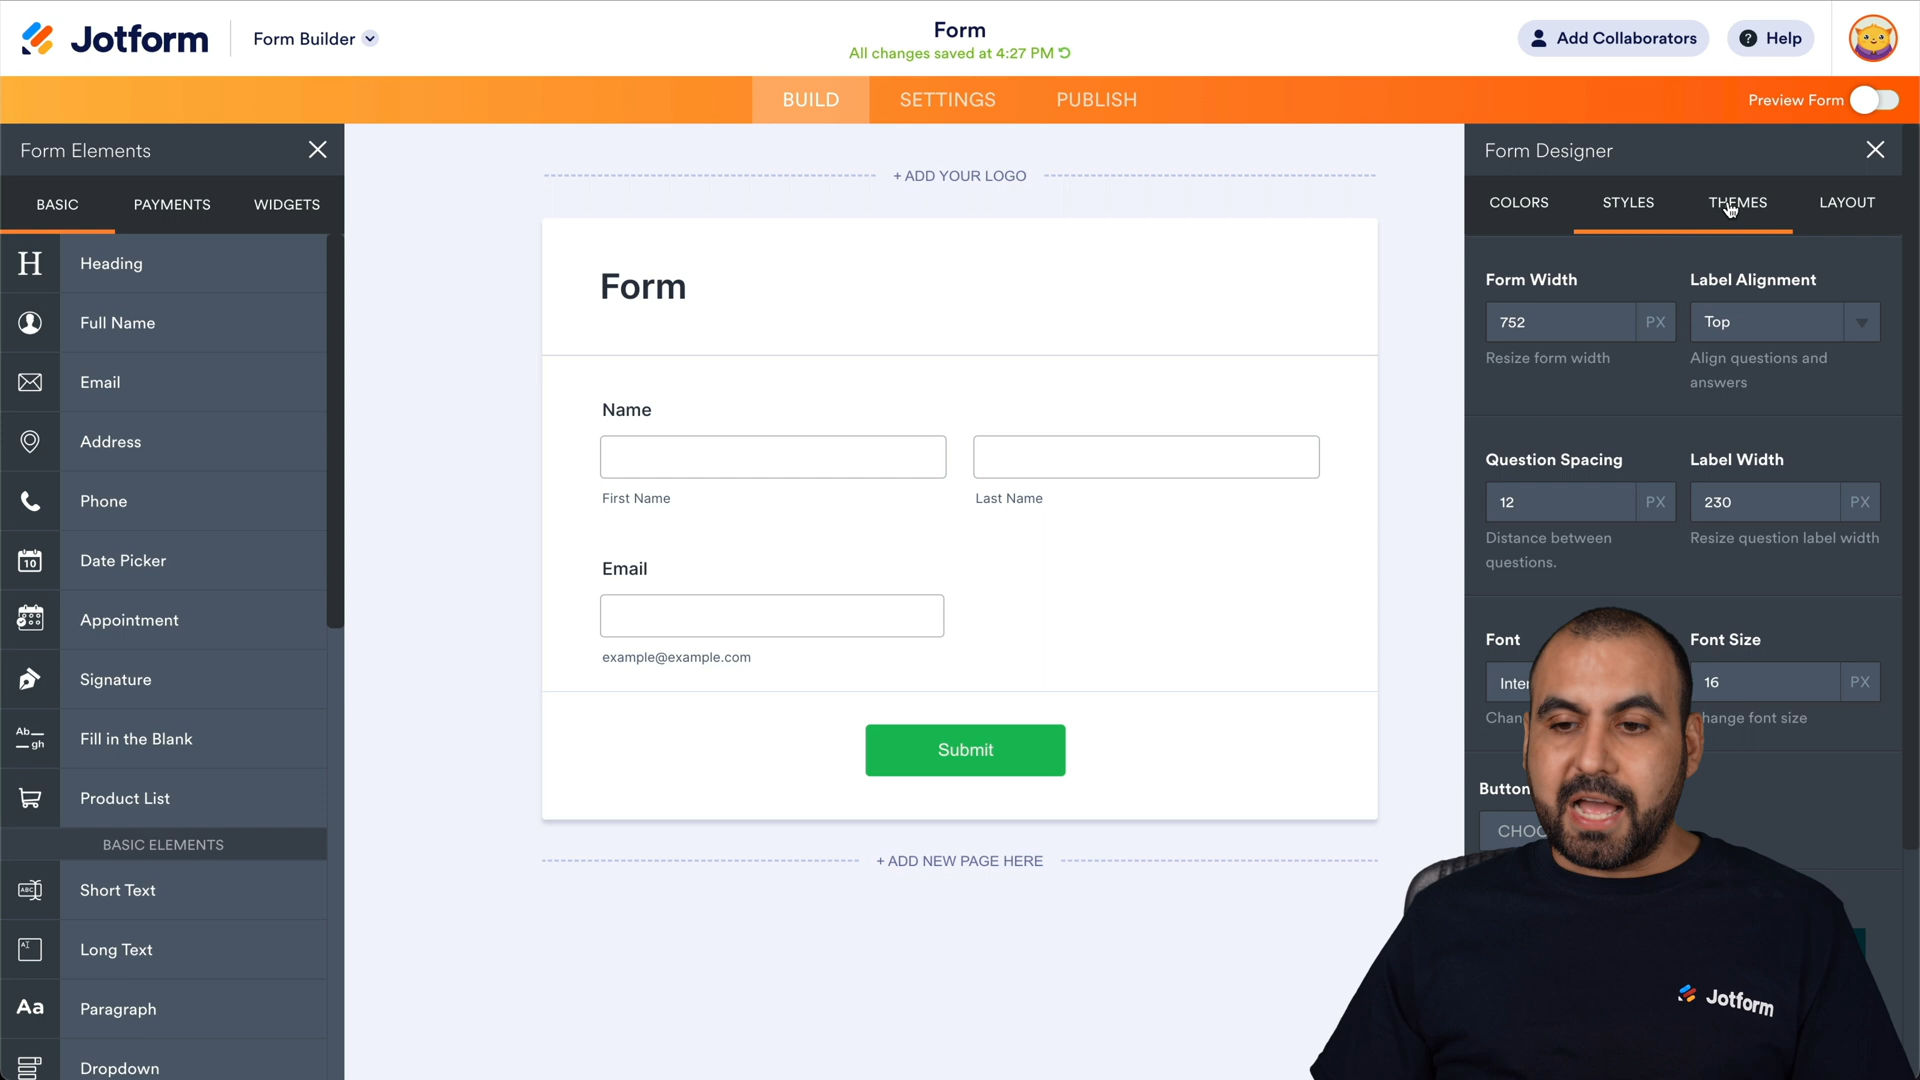 Jotform
Form Builder
Form
All changes saved at 4:27 PM
Add Collaborators
Help
BUILD
SETTINGS
PUBLISH
Preview Form
Form Elements
BASIC
PAYMENTS
WIDGETS
Heading
Full Name
Email
Address
Phone
Date Picker
Appointment
Signature
Fill in the Blank
Product List
BASIC ELEMENTS
Short Text
Long Text
Paragraph
Dropdown
+ ADD YOUR LOGO
Form
Name
First Name
Last Name
Email
example@example.com
Submit
+ ADD NEW PAGE HERE
Form Designer
COLORS
STYLES
THEMES
LAYOUT
Form Width
Label Alignment
752 PX
Top
Resize form width
Align questions and
answers
Question Spacing
Label Width
12 PX
230 PX
Distance between
questions.
Resize question label width
Font
Font Size
Inter
16 PX
hange font size
Button
Jotform